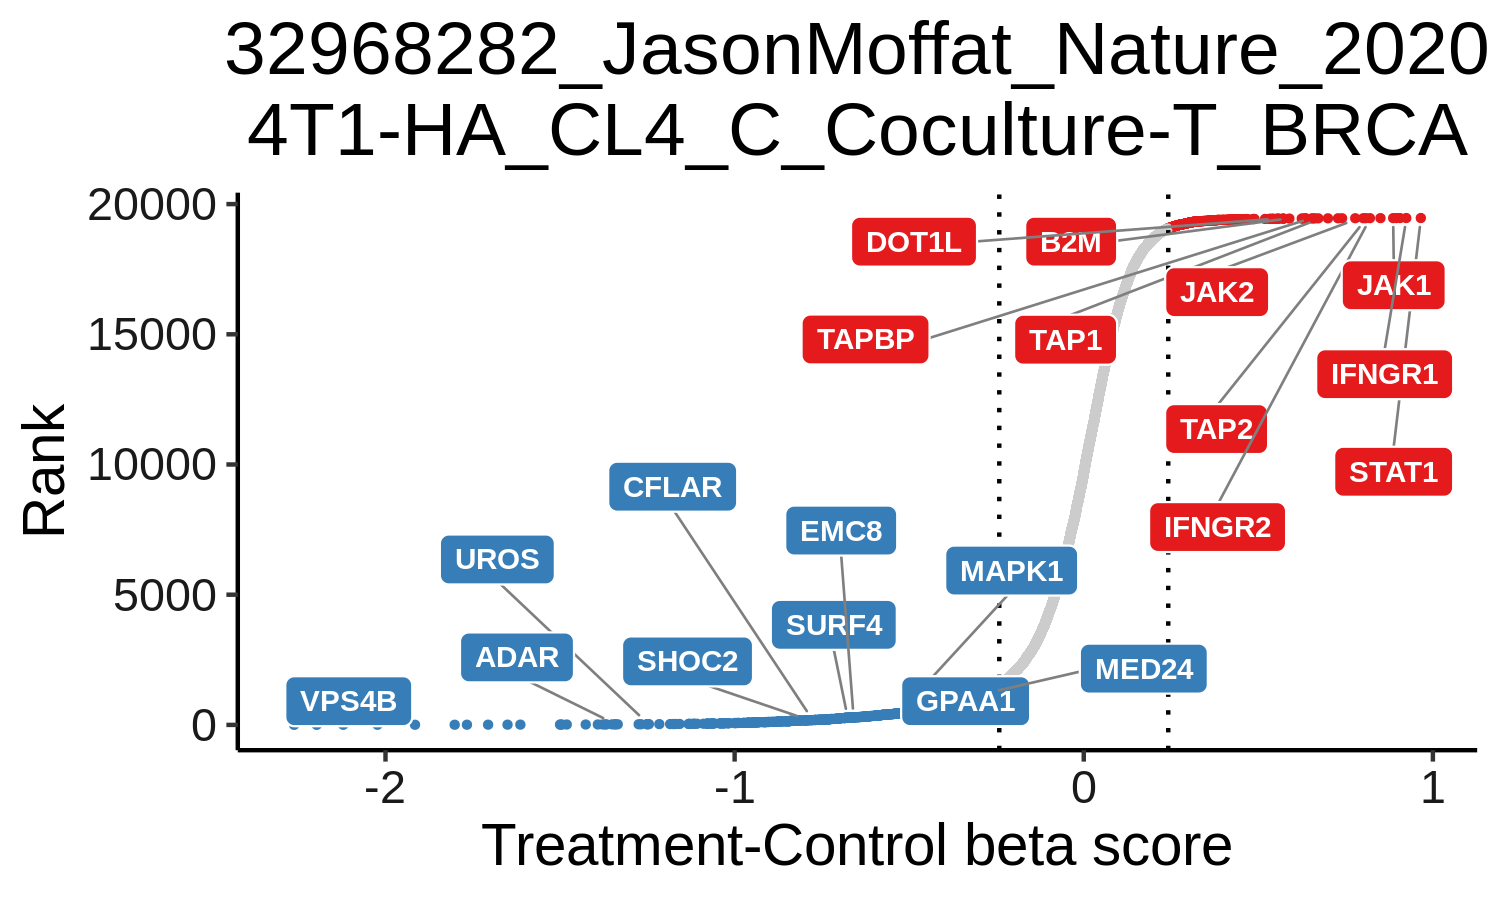 32968282_JasonMoffat_Nature_2020
4T1-HA_CL4_C_Coculture-T_BRCA
20000
15000
10000
5000
0
Rank
DOT1L
B2M
JAK2
JAK1
TAPBP
TAP1
IFNGR1
TAP2
STAT1
IFNGR2
CFLAR
EMC8
UROS
MAPK1
SURF4
ADAR
SHOC2
MED24
VPS4B
GPAA1
-2
-1
0
1
Treatment-Control beta score